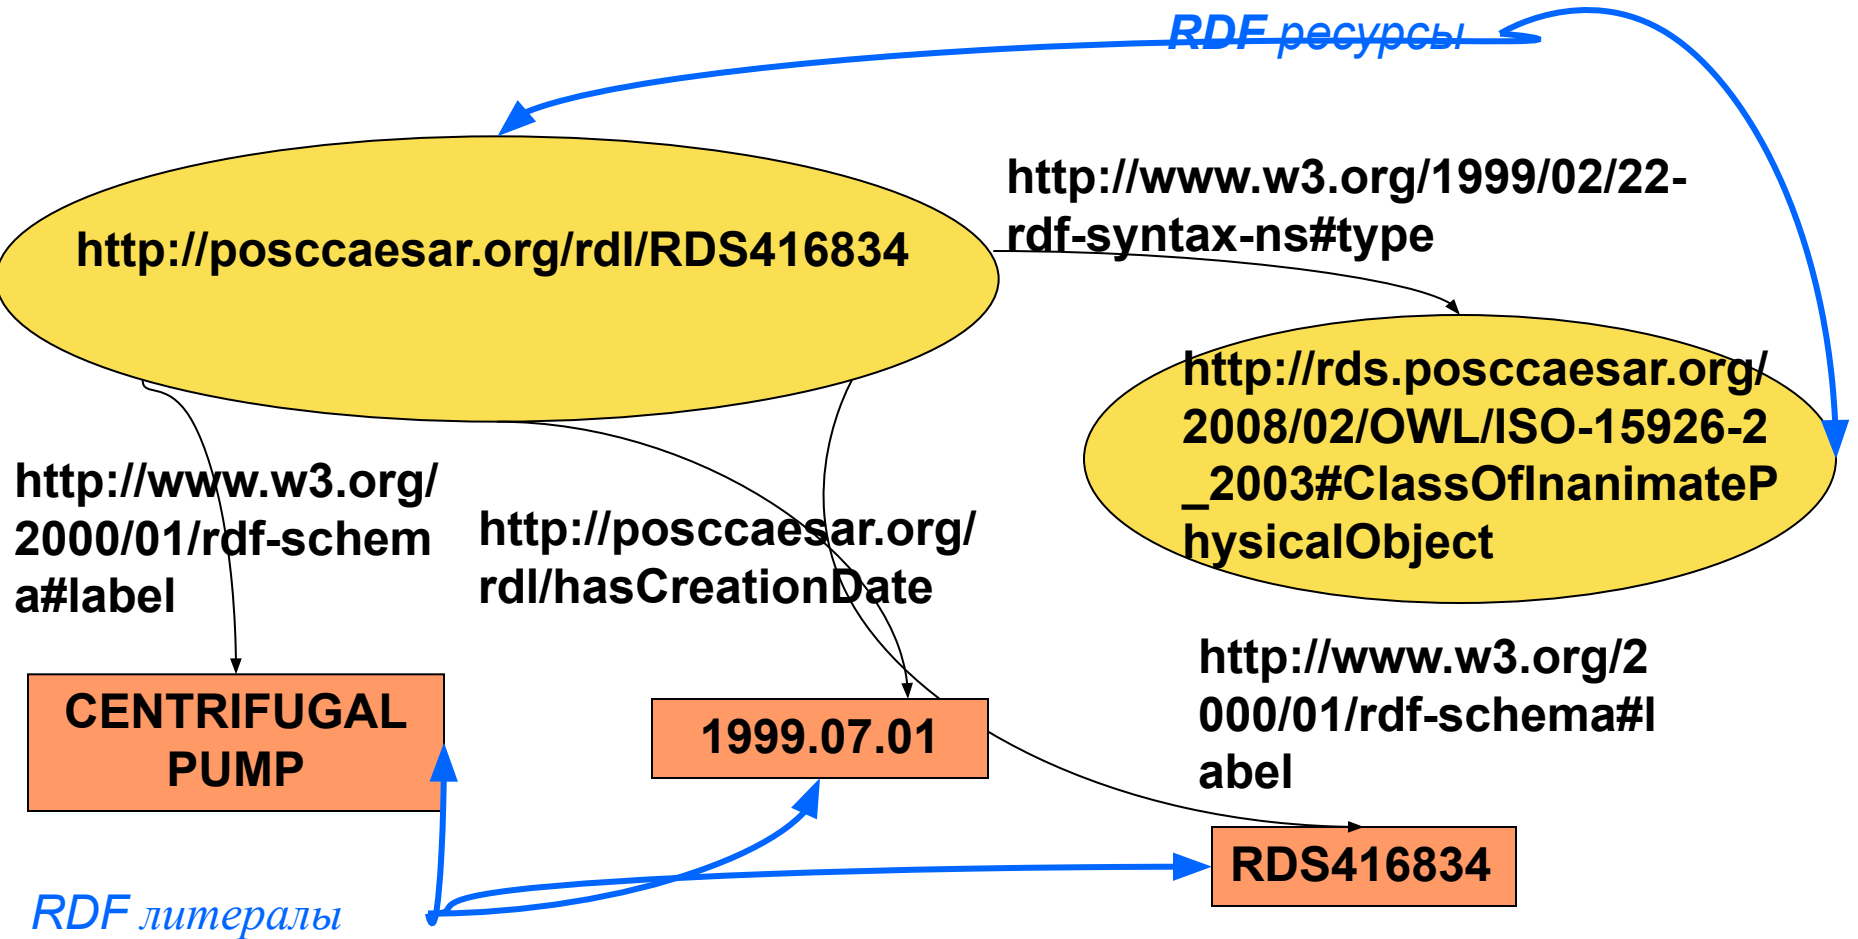 RDF ресурсы
http://www.w3.org/1999/02/22-
rdf-syntax-ns#type
http://posccaesar.org/rdl/RDS416834
http://rds.posccaesar.org/
2008/02/OWL/ISO-15926-2
_2003#ClassOfInanimateP
hysicalObject
http://www.w3.org/
2000/01/rdf-schem
a#label
http://posccaesar.org/
rdl/hasCreationDate
http://www.w3.org/2
000/01/rdf-schema#l
abel
CENTRIFUGAL
PUMP
1999.07.01
RDS416834
RDF литералы